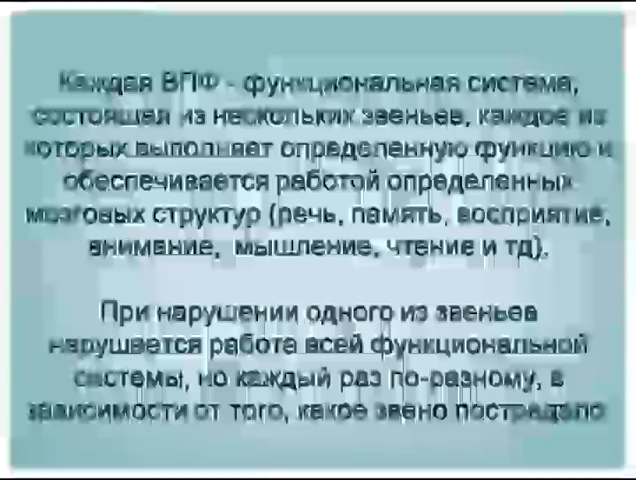 Каждая ВПФ - функциональная система,
состоящая из нескольких звеньев, каждое из
которых выполняет определенную функцию и
обеспечивается работой определенных
мозговых структур (речь, память, восприятие,
внимание, мышление, чтение и тд).
При нарушении одного из звеньев
нарушается работа всей функциональной
системы, но каждый раз по-разному, в
зависимости от того, какое звено пострадало